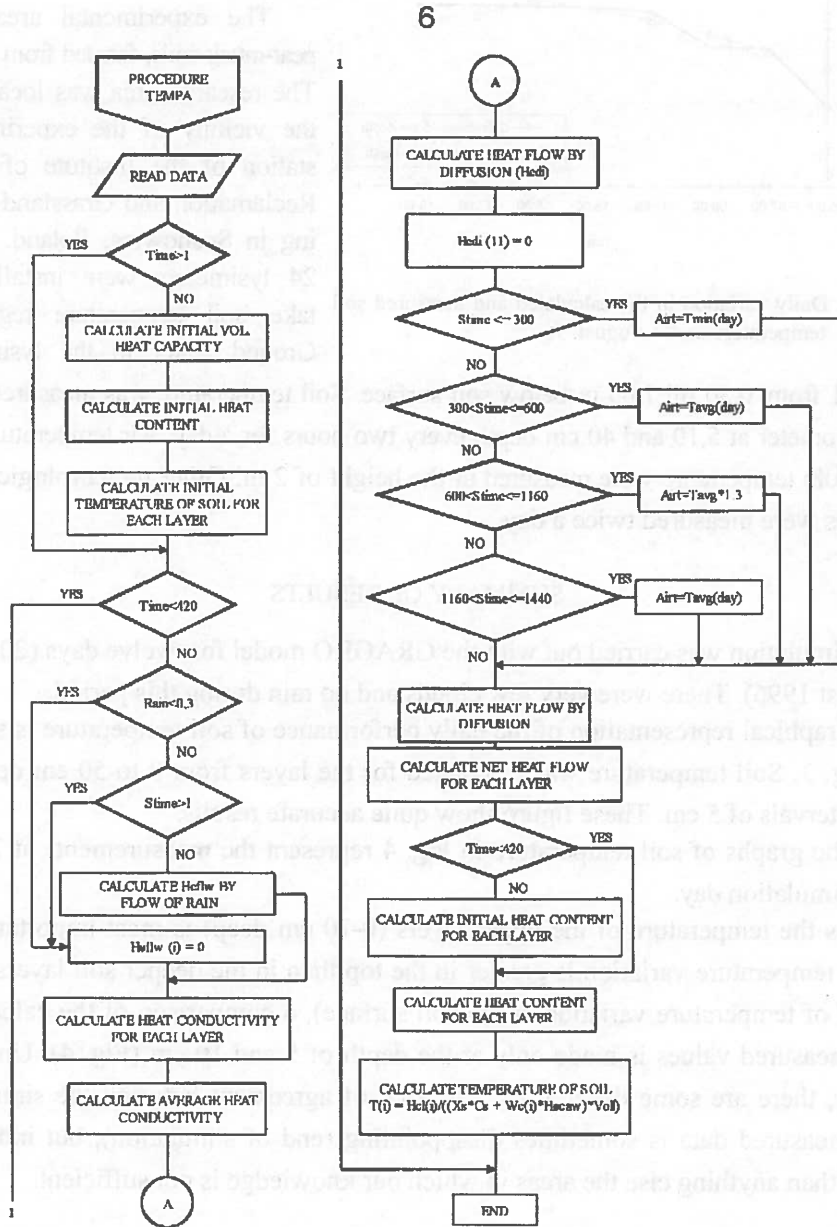 6
PROCEDURE
TEMPA
READ DATA
Time>1
YES
NO
CALCULATE INITIAL VOL.
HEAT CAPACITY
CALCULATE INITIAL HEAT
CONTENT
CALCULATE INITIAL
TEMPERATURE OF SOIL FOR
EACH LAYER
YES
Time<420
NO
YES
Rain<0,3
NO
YES
Stime>1
NO
CALCULATE Heflw BY
FLOW OF RAIN
Heflw (i) = 0
CALCULATE HEAT CONDUCTIVITY
FOR EACH LAYER
CALCULATE AVERAGE HEAT
CONDUCTIVITY
A
1
1
A
CALCULATE HEAT FLOW BY
DIFFUSION (Hedi)
Hedi (11) = 0
Stime <= 300
YES
Airt=Tmin(day)
NO
300<Stime<=600
YES
Airt=Tavg(day)
NO
600<Stime<=1160
YES
Airt=Tavg*1.3
NO
1160<Stime<=1440
YES
Airt=Tavg(day)
NO
CALCULATE HEAT FLOW BY
DIFFUSION
CALCULATE NET HEAT FLOW
FOR EACH LAYER
Time<420
YES
NO
CALCULATE INITIAL HEAT CONTENT
FOR EACH LAYER
CALCULATE HEAT CONTENT
FOR EACH LAYER
CALCULATE TEMPERATURE OF SOIL
T(i) = Hcl(i)/((Xs*Cs + Wc(i)*Hscaw)*Vol)
END